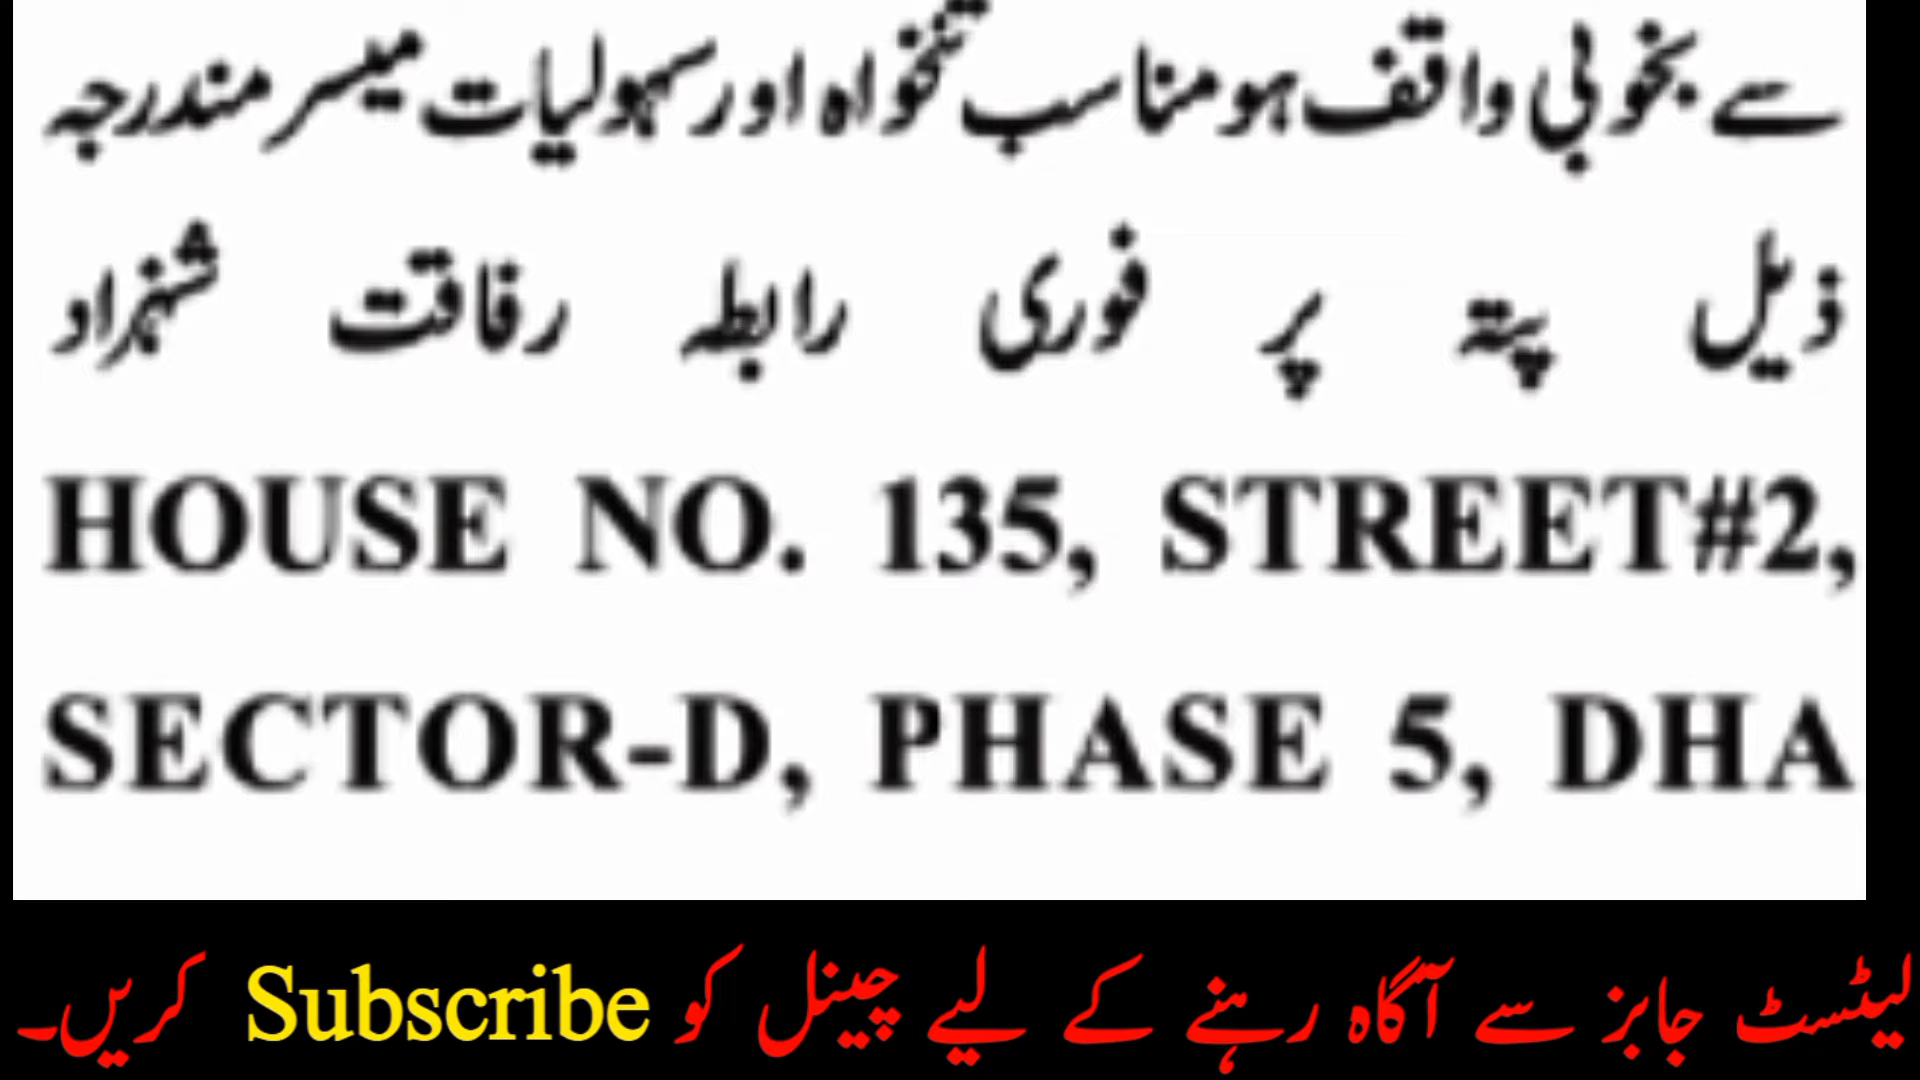 سے بخوبی واقف ہو مناسب تنخواہ اور سہولیات میسر مندرجہ
ذیل پتہ پر فوری رابطہ رفاقت شہزاد
HOUSE NO. 135, STREET#2,
SECTOR-D, PHASE 5, DHA
لیٹسٹ جابز سے آگاہ رہنے کے لیے چینل کو Subscribe کریں۔